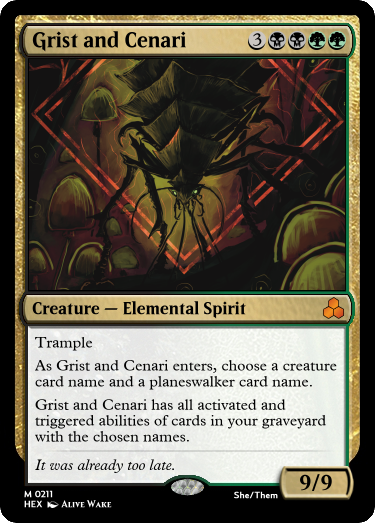 Grist and Cenari 3
Creature — Elemental Spirit
Trample
As Grist and Cenari enters, choose a creature
card name and a planeswalker card name.
Grist and Cenari has all activated and
triggered abilities of cards in your graveyard
with the chosen names.
It was already too late.
9/9
M 0211
HEX Alive Wake
She/Them